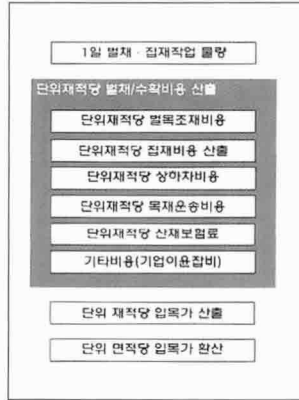 1일 벌채 · 집재작업 물량
단위재적당 벌채/수확비용 산출
단위재적당 벌목조재비용
단위재적당 집재비용 산출
단위재적당 상하차비용
단위재적당 목재운송비용
단위재적당 산재보험료
기타비용(기업이윤잡비)
단위 재적당 입목가 산출
단위 면적당 입목가 환산